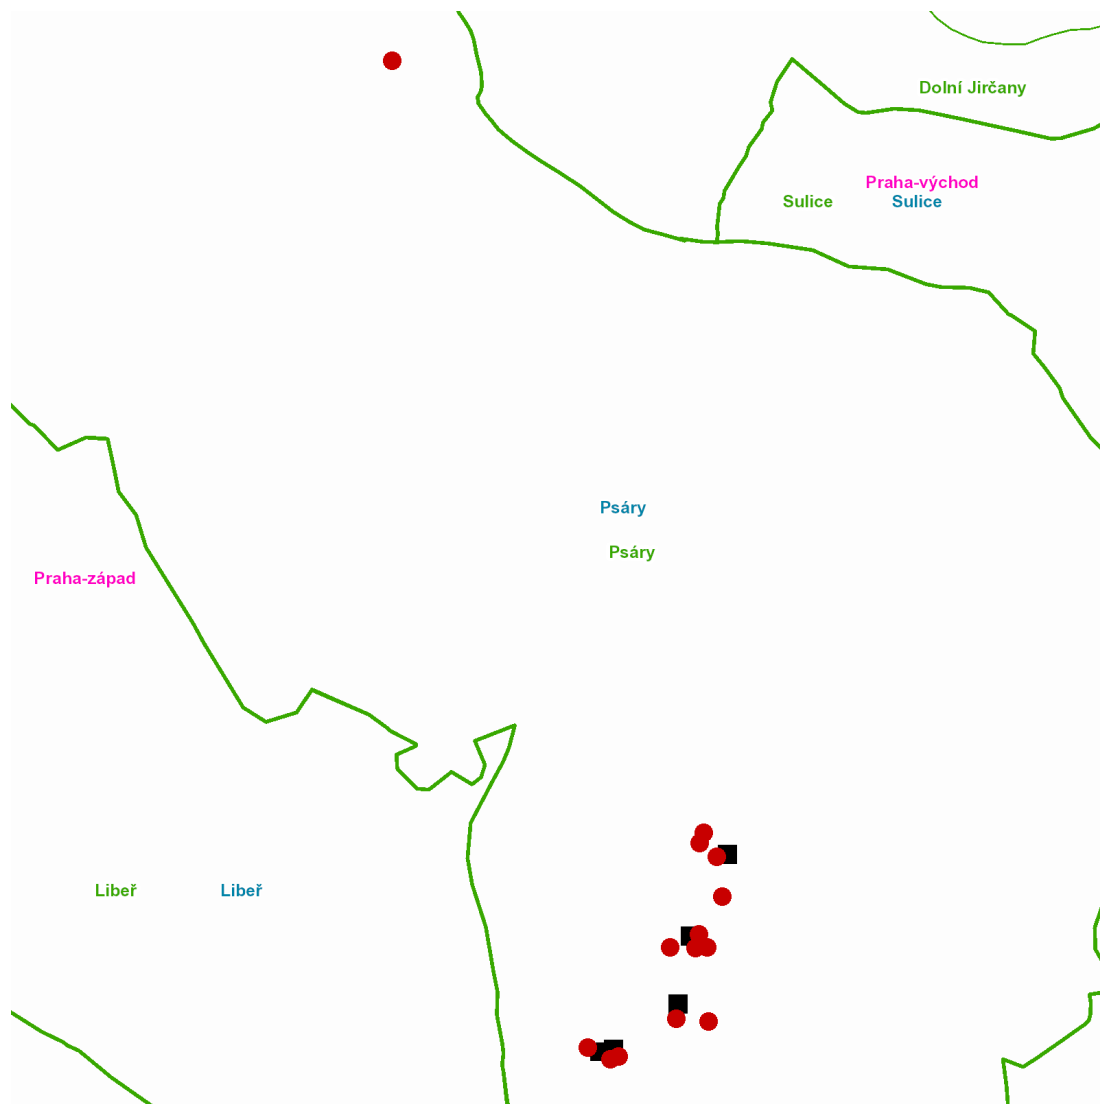 Dolní Jirčany
Praha-východ
Sulice
Sulice
Psáry
Psáry
Praha-západ
Libeř
Libeř